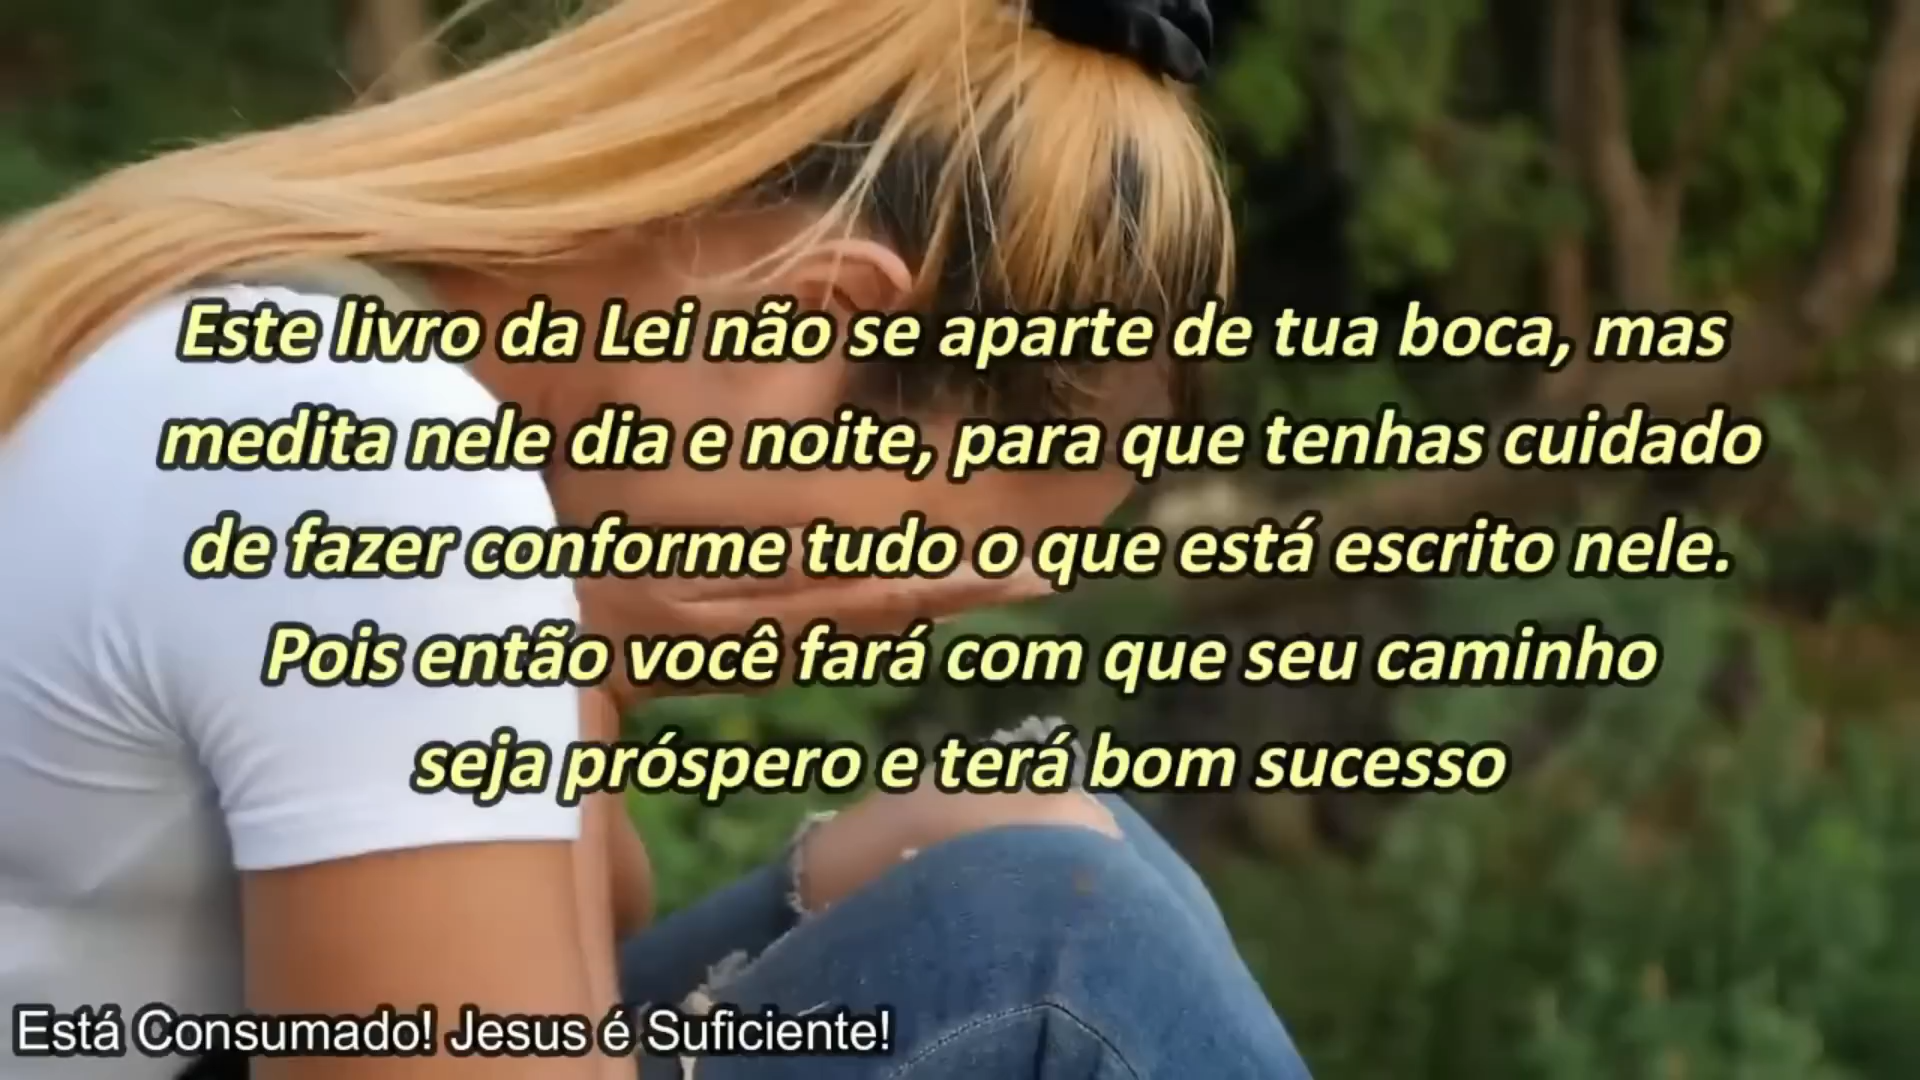 Este livro da Lei não se aparte de tua boca, mas
medita nele dia e noite, para que tenhas cuidado
de fazer conforme tudo o que está escrito nele.
Pois então você fará com que seu caminho
seja próspero e terá bom sucesso
Está Consumado! Jesus é Suficiente!